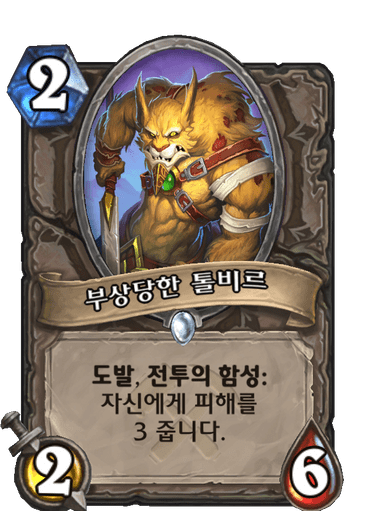 2
부상당한 톨비르
도발, 전투의 함성:
자신에게 피해를
3 줍니다.
2
6